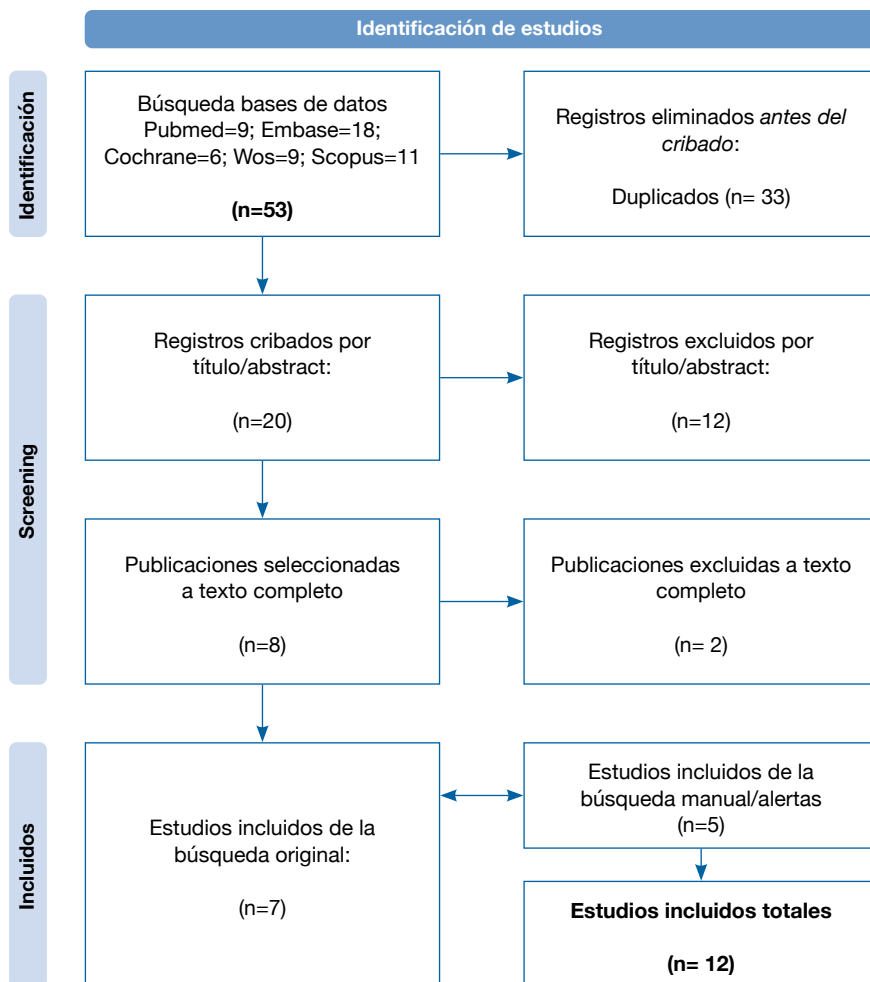 Identificación de estudios
Identificación
Búsqueda bases de datos
Pubmed=9; Embase=18;
Cochrane=6; Wos=9; Scopus=11
(n=53)
Registros eliminados antes del
cribado:
Duplicados (n= 33)
Screening
Registros cribados por
título/abstract:
(n=20)
Registros excluidos por
título/abstract:
(n=12)
Publicaciones seleccionadas
a texto completo
(n=8)
Publicaciones excluidas a texto
completo
(n= 2)
Incluidos
Estudios incluidos de la
búsqueda original:
(n=7)
Estudios incluidos de la
búsqueda manual/alertas
(n=5)
Estudios incluidos totales
(n= 12)